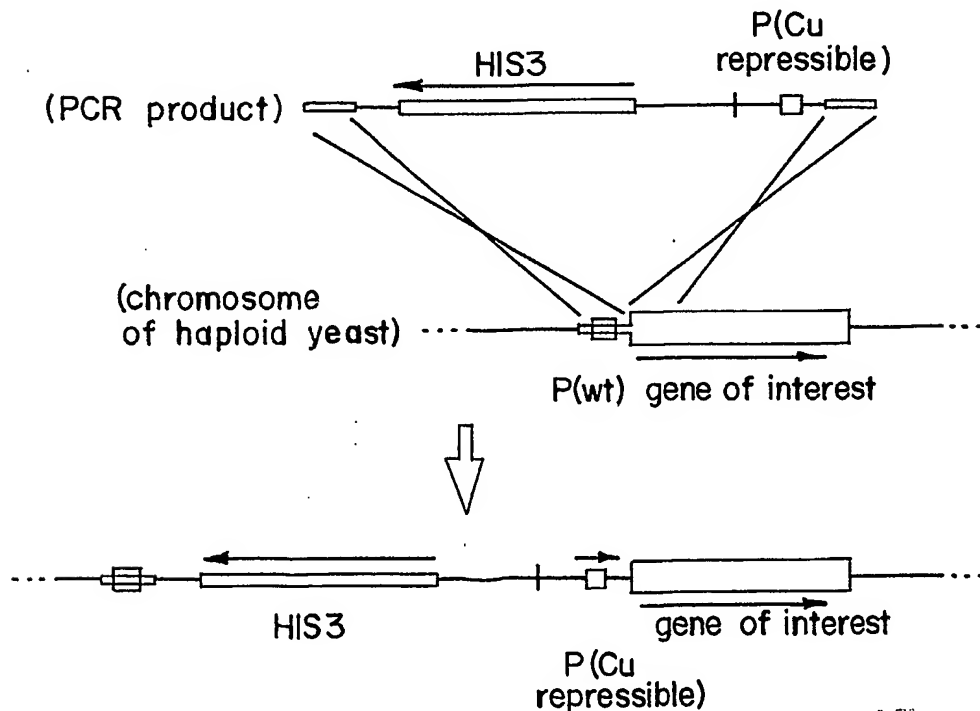 P(Cu
repressible)
HIS3
(PCR product)
(chromosome
of haploid yeast)
P(wt) gene of interest
HIS3
gene of interest
P(Cu
repressible)